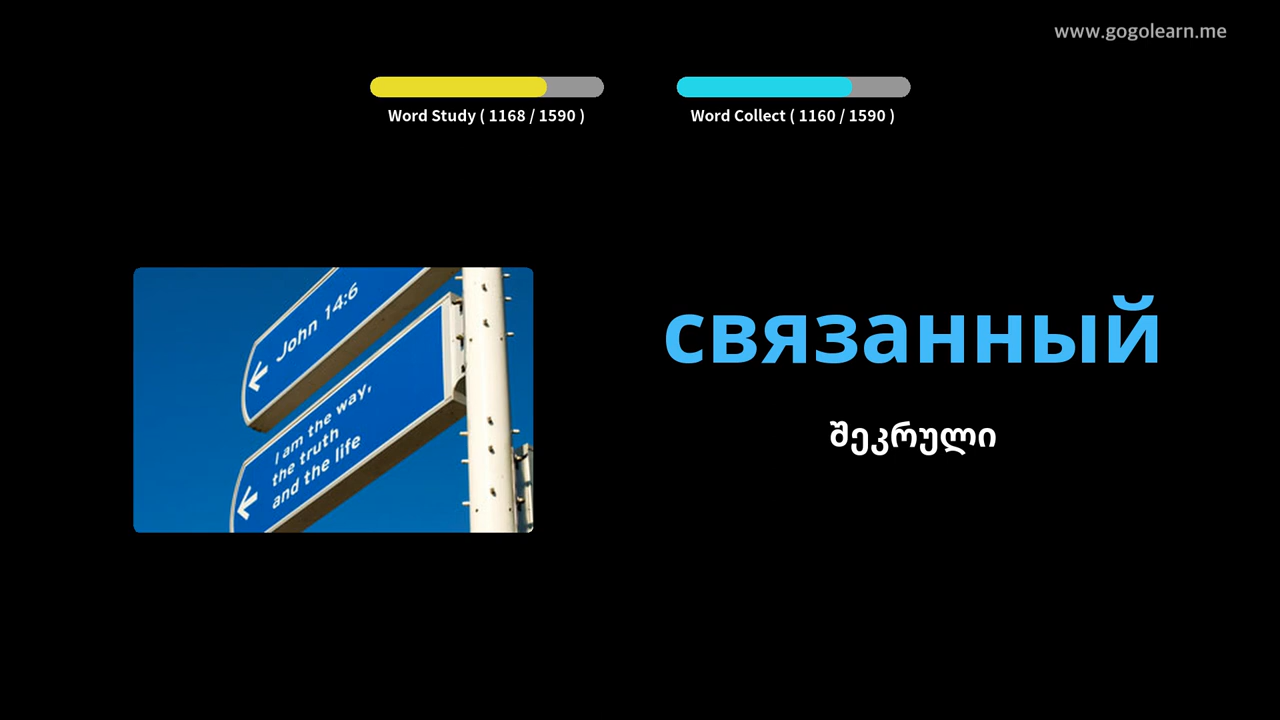 www.gogolearn.me
Word Study ( 1168 / 1590 )
Word Collect ( 1160 / 1590 )
John 14:6
I am the way,
the truth
and the life
связанный
შეკრული